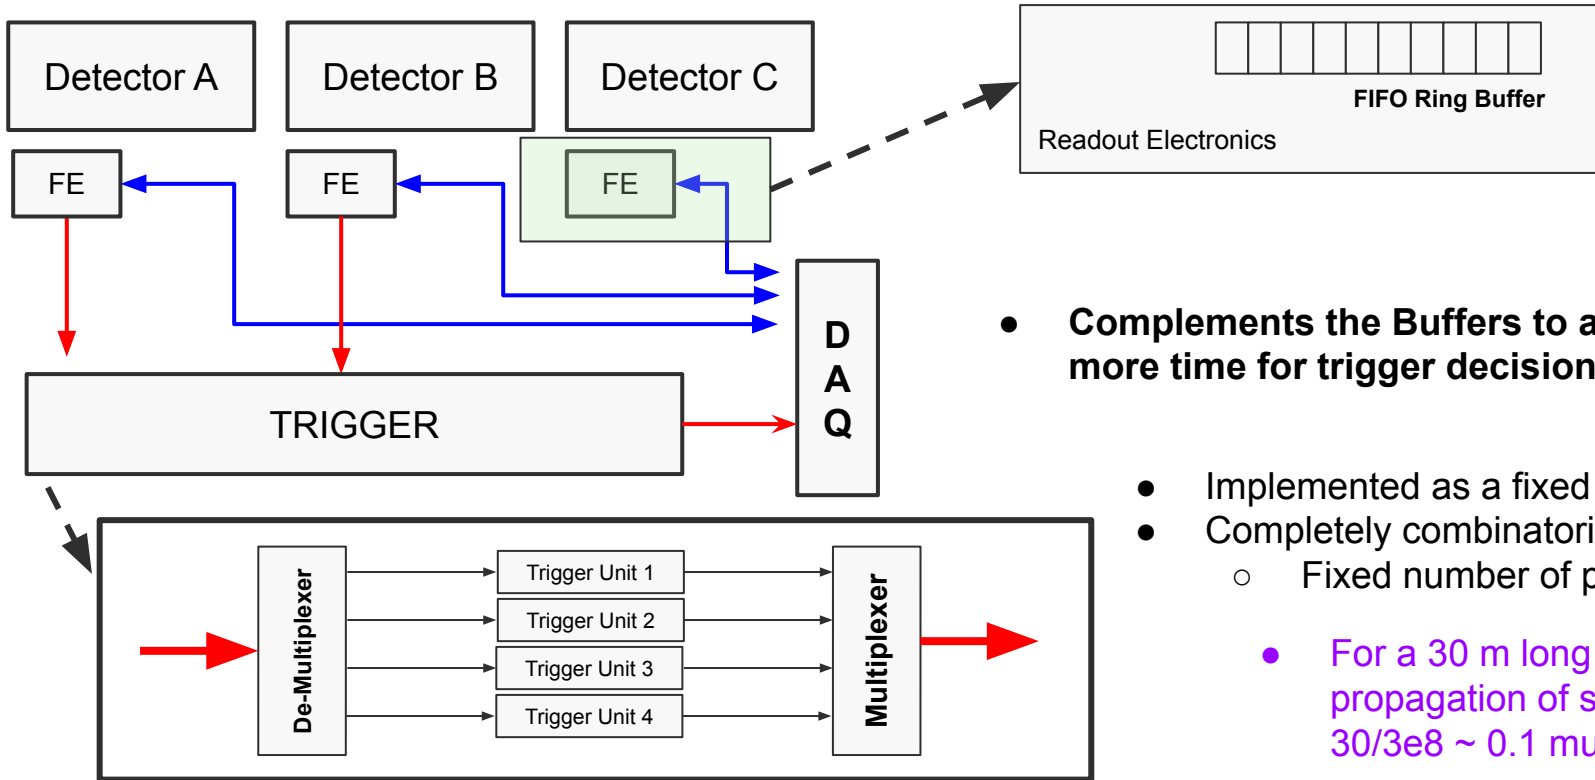 Detector A
Detector B
Detector C
FIFO Ring Buffer
Readout Electronics
FE
FE
FE
D
A
Q
TRIGGER
● Complements the Buffers to a
more time for trigger decision
● Implemented as a fixed
● Completely combinatori
○ Fixed number of p
● For a 30 m long
propagation of s
30/3e8 ~ 0.1 mu
De-Multiplexer
Trigger Unit 1
Trigger Unit 2
Trigger Unit 3
Trigger Unit 4
Multiplexer